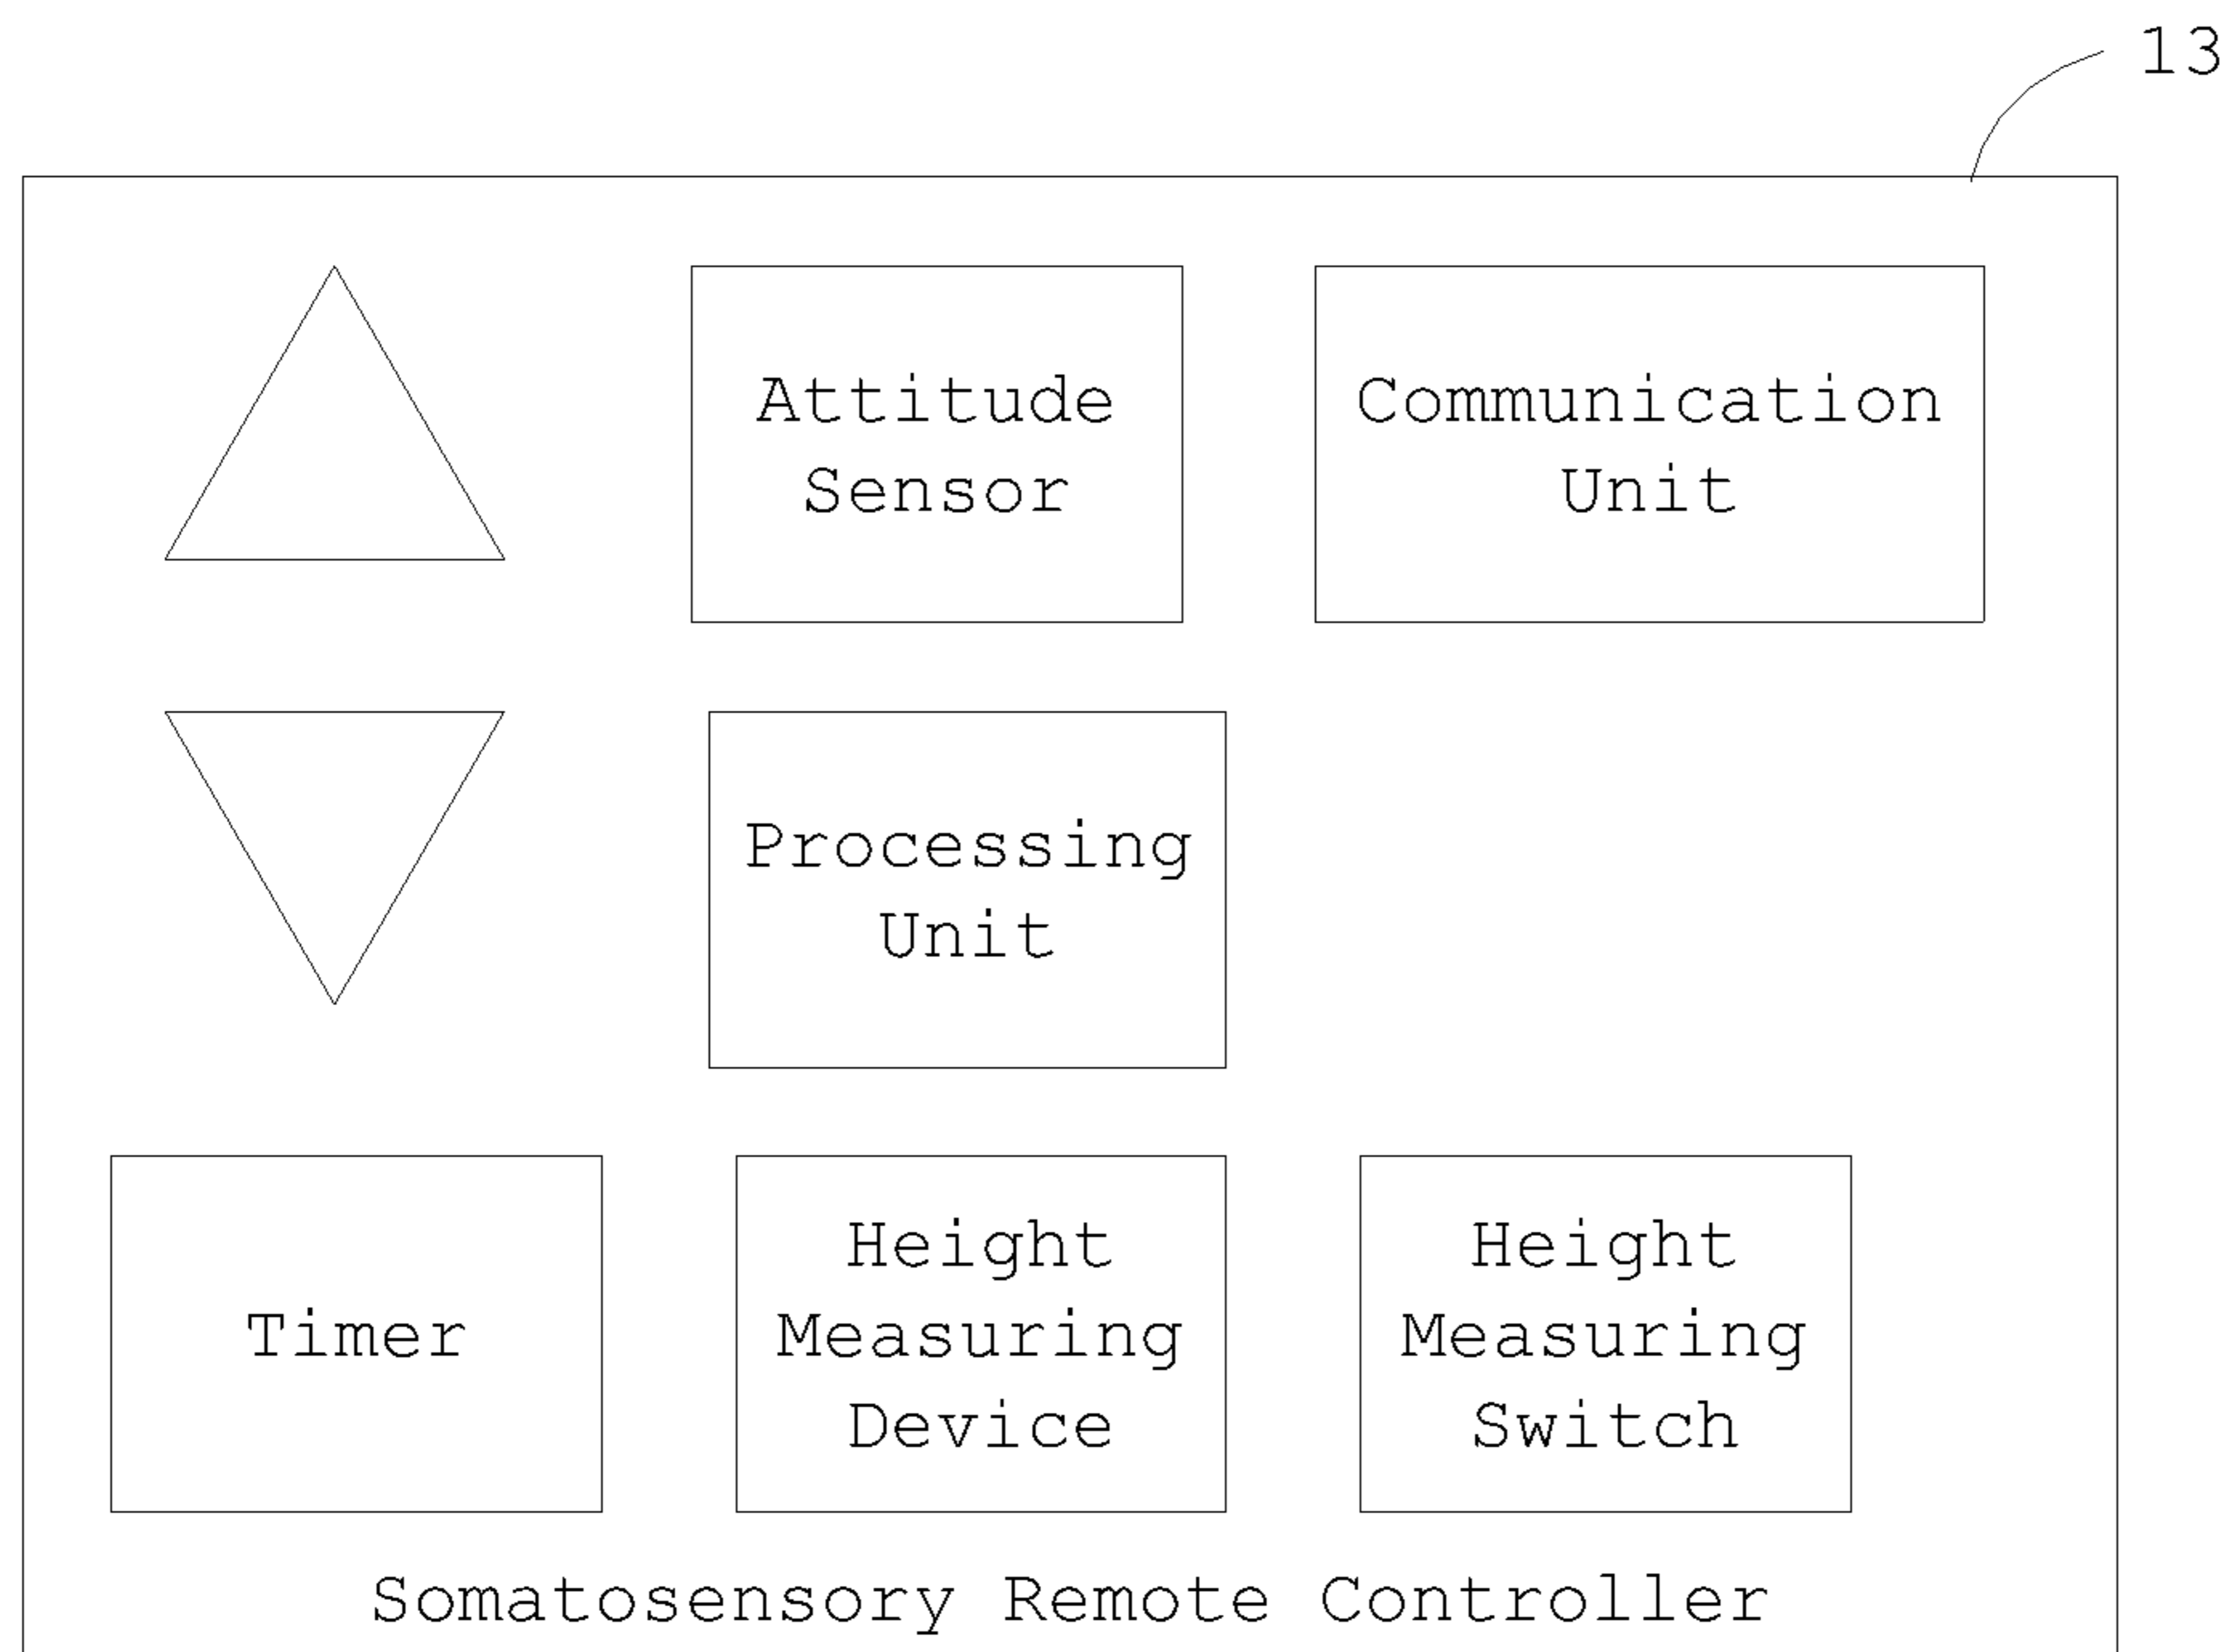 13
Attitude
Sensor
Communication
Unit
Processing
Unit
Timer
Height
Measuring
Device
Height
Measuring
Switch
Somatosensory Remote Controller